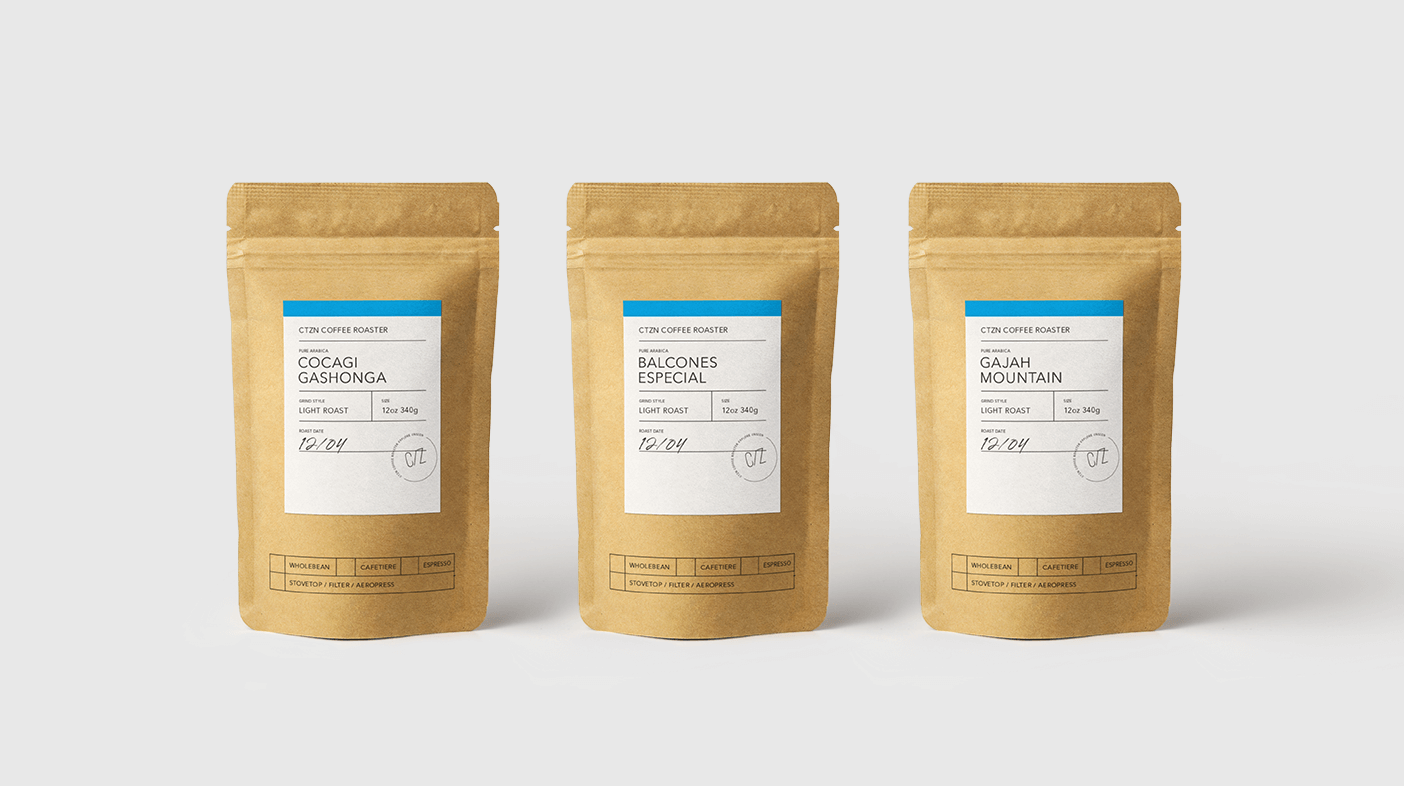 CTZN COFFEE ROASTER
PURE ARABICA
COCAGI
GASHONGA
GRIND STYLE
LIGHT ROAST
SIZE
12oz 340g
ROAST DATE
12/04
CTZ
WHOLEBEAN
CAFETIERE
ESPRESSO
STOVETOP / FILTER / AEROPRESS
CTZN COFFEE ROASTER
PURE ARABICA
BALCONES
ESPECIAL
GRIND STYLE
LIGHT ROAST
SIZE
12oz 340g
ROAST DATE
12/04
CTZ
WHOLEBEAN
CAFETIERE
ESPRESSO
STOVETOP / FILTER / AEROPRESS
CTZN COFFEE ROASTER
PURE ARABICA
GAJAH
MOUNTAIN
GRIND STYLE
LIGHT ROAST
SIZE
12oz 340g
ROAST DATE
12/04
CTZ
WHOLEBEAN
CAFETIERE
ESPRESSO
STOVETOP / FILTER / AEROPRESS